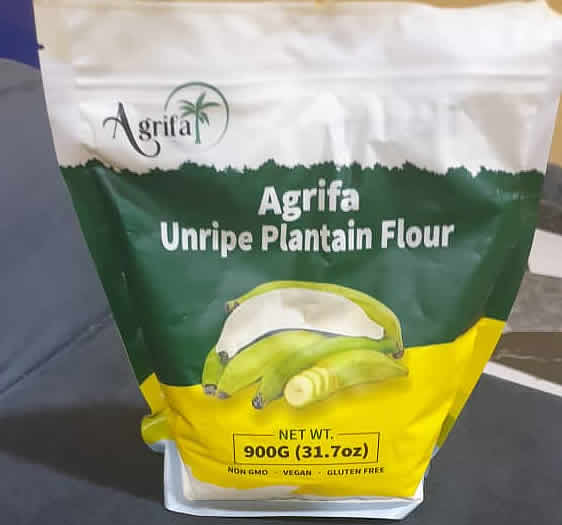 Agrifa
Agrifa
Unripe Plantain Flour
NET WT.
900G (31.7oz)
NON GMO - VEGAN - GLUTEN FREE